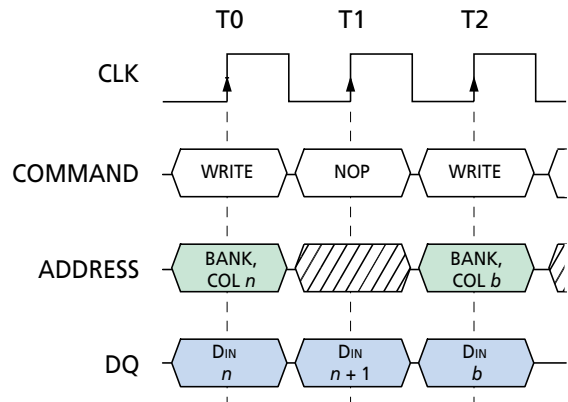 T0 T1 T2
CLK
COMMAND WRITE NOP WRITE
ADDRESS BANK, COL n BANK, COL b
DQ DIN n DIN n + 1 DIN b